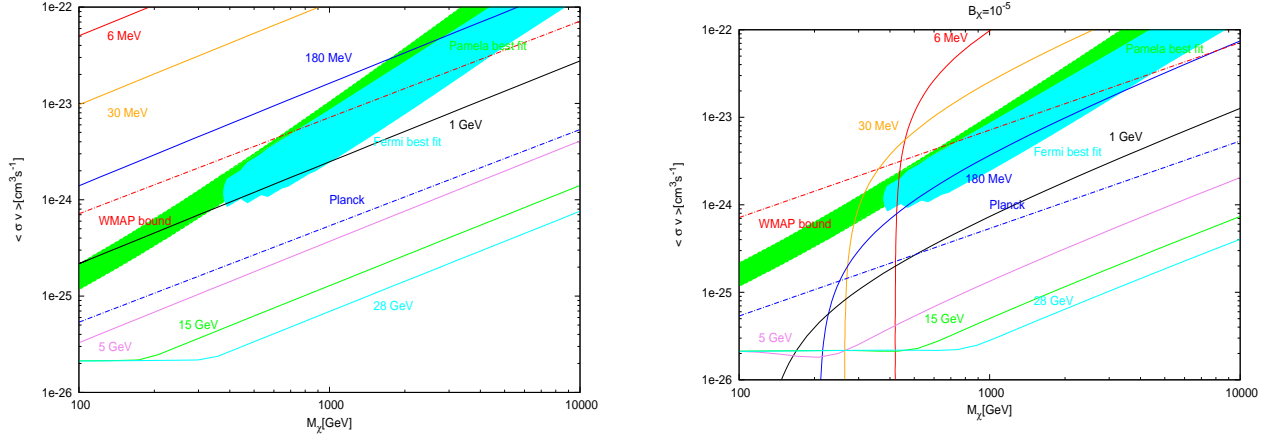 1e-22
1e-23
1e-24
1e-25
1e-26
< σ v >[cm³s⁻¹]
6 MeV
30 MeV
180 MeV
Pamela best fit
1 GeV
Fermi best fit
WMAP bound
Planck
5 GeV
15 GeV
28 GeV
100
1000
10000
Mχ[GeV]
Bχ=10⁻⁵
1e-22
1e-23
1e-24
1e-25
1e-26
< σ v >[cm³s⁻¹]
6 MeV
Pamela best fit
30 MeV
1 GeV
Fermi best fit
180 MeV
WMAP bound
Planck
28 GeV
15 GeV
5 GeV
100
1000
10000
Mχ[GeV]